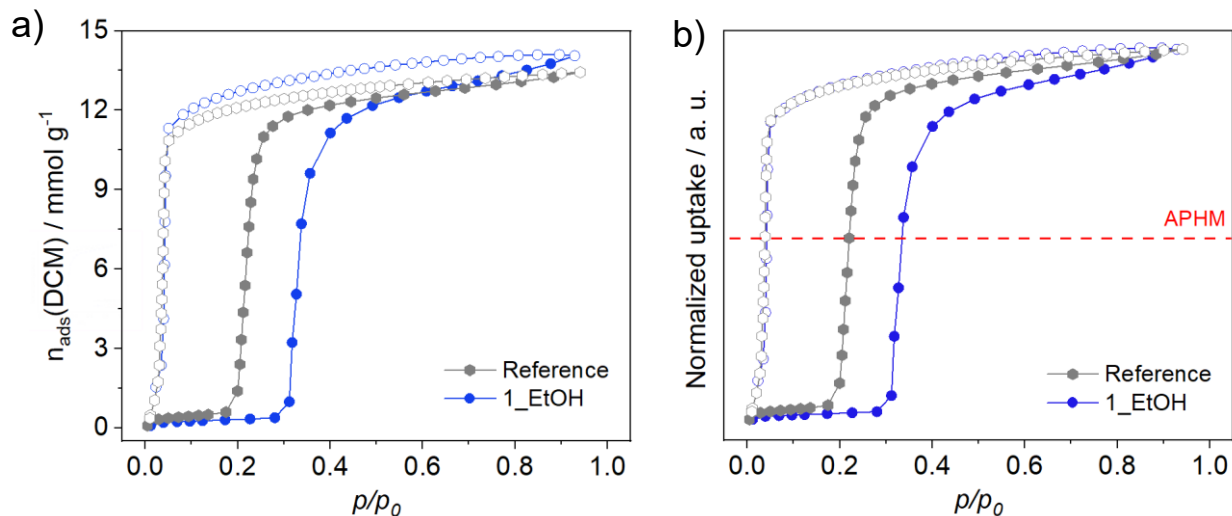 a)
15
12
9
6
3
0
n_ads(DCM) / mmol g⁻¹
Reference
1_EtOH
0.0 0.2 0.4 0.6 0.8 1.0
p/p₀
b)
Normalized uptake / a. u.
APHM
Reference
1_EtOH
0.0 0.2 0.4 0.6 0.8 1.0
p/p₀